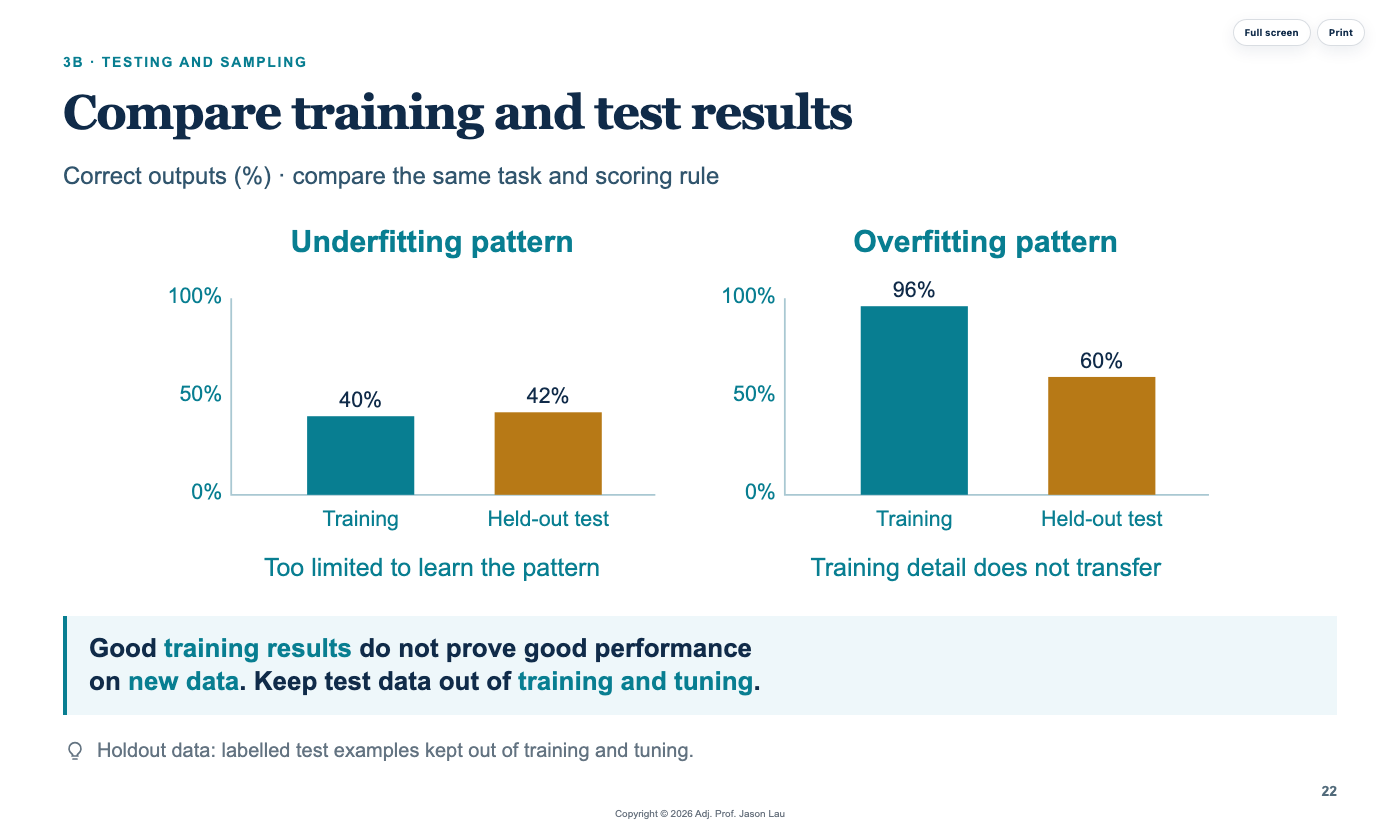 Full screen
Print
3B · TESTING AND SAMPLING
Compare training and test results
Correct outputs (%) · compare the same task and scoring rule
Underfitting pattern
100%
50%
0%
40%
42%
Training
Held-out test
Too limited to learn the pattern
Overfitting pattern
100%
50%
0%
96%
60%
Training
Held-out test
Training detail does not transfer
Good training results do not prove good performance
on new data. Keep test data out of training and tuning.
Holdout data: labelled test examples kept out of training and tuning.
22
Copyright © 2026 Adj. Prof. Jason Lau